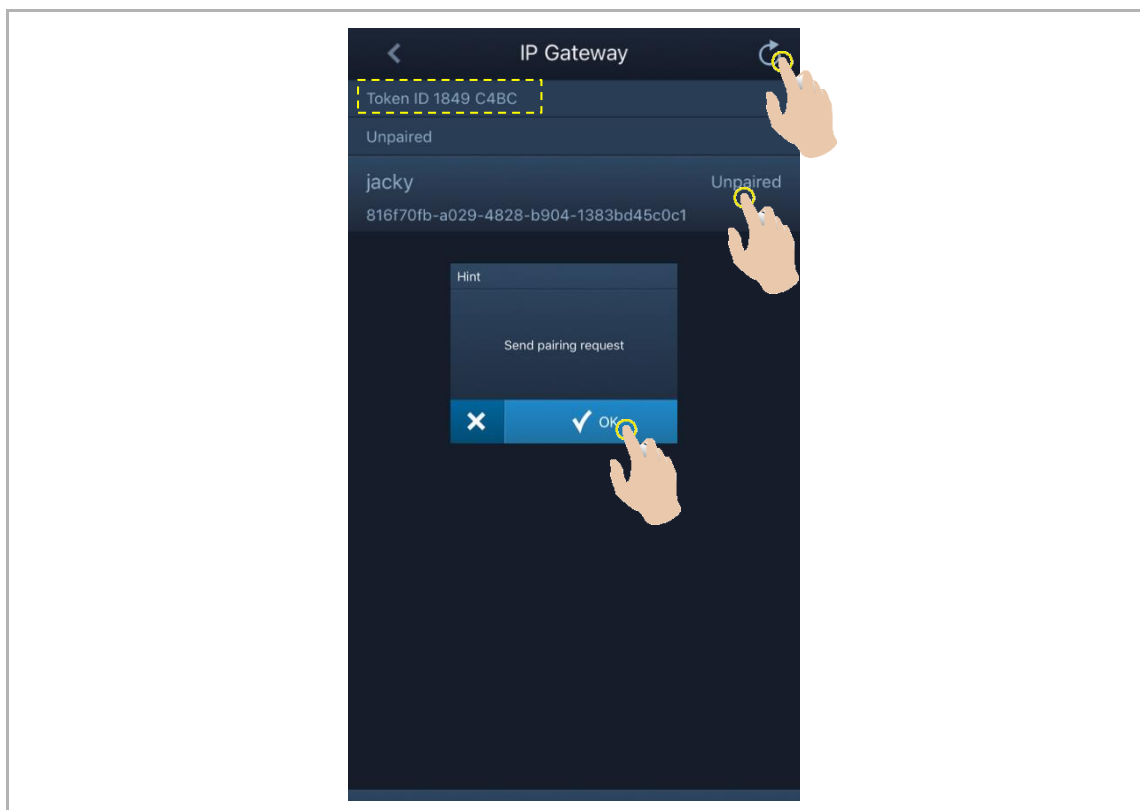 IP Gateway
Token ID 1849 C4BC
Unpaired
jacky Unpaired
816f70fb-a029-4828-b904-1383bd45c0c1
Hint
Send pairing request
OK